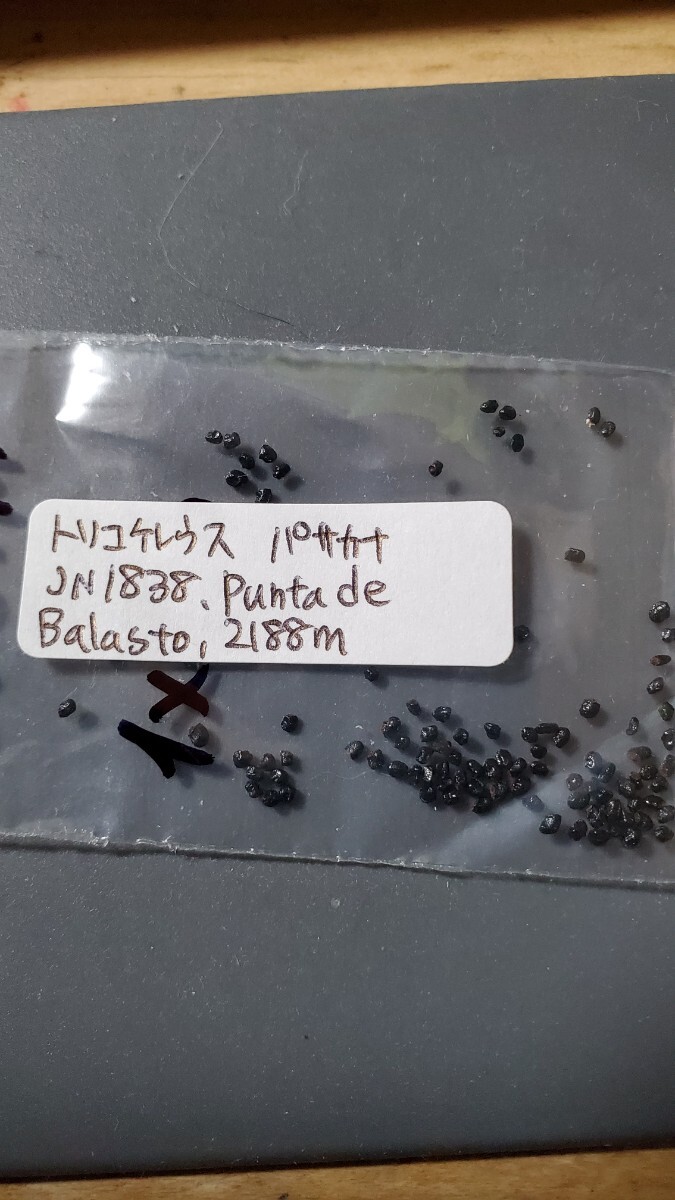 トリコケレウス パサカナ
JN1838、Punta de
Balasto, 2188m